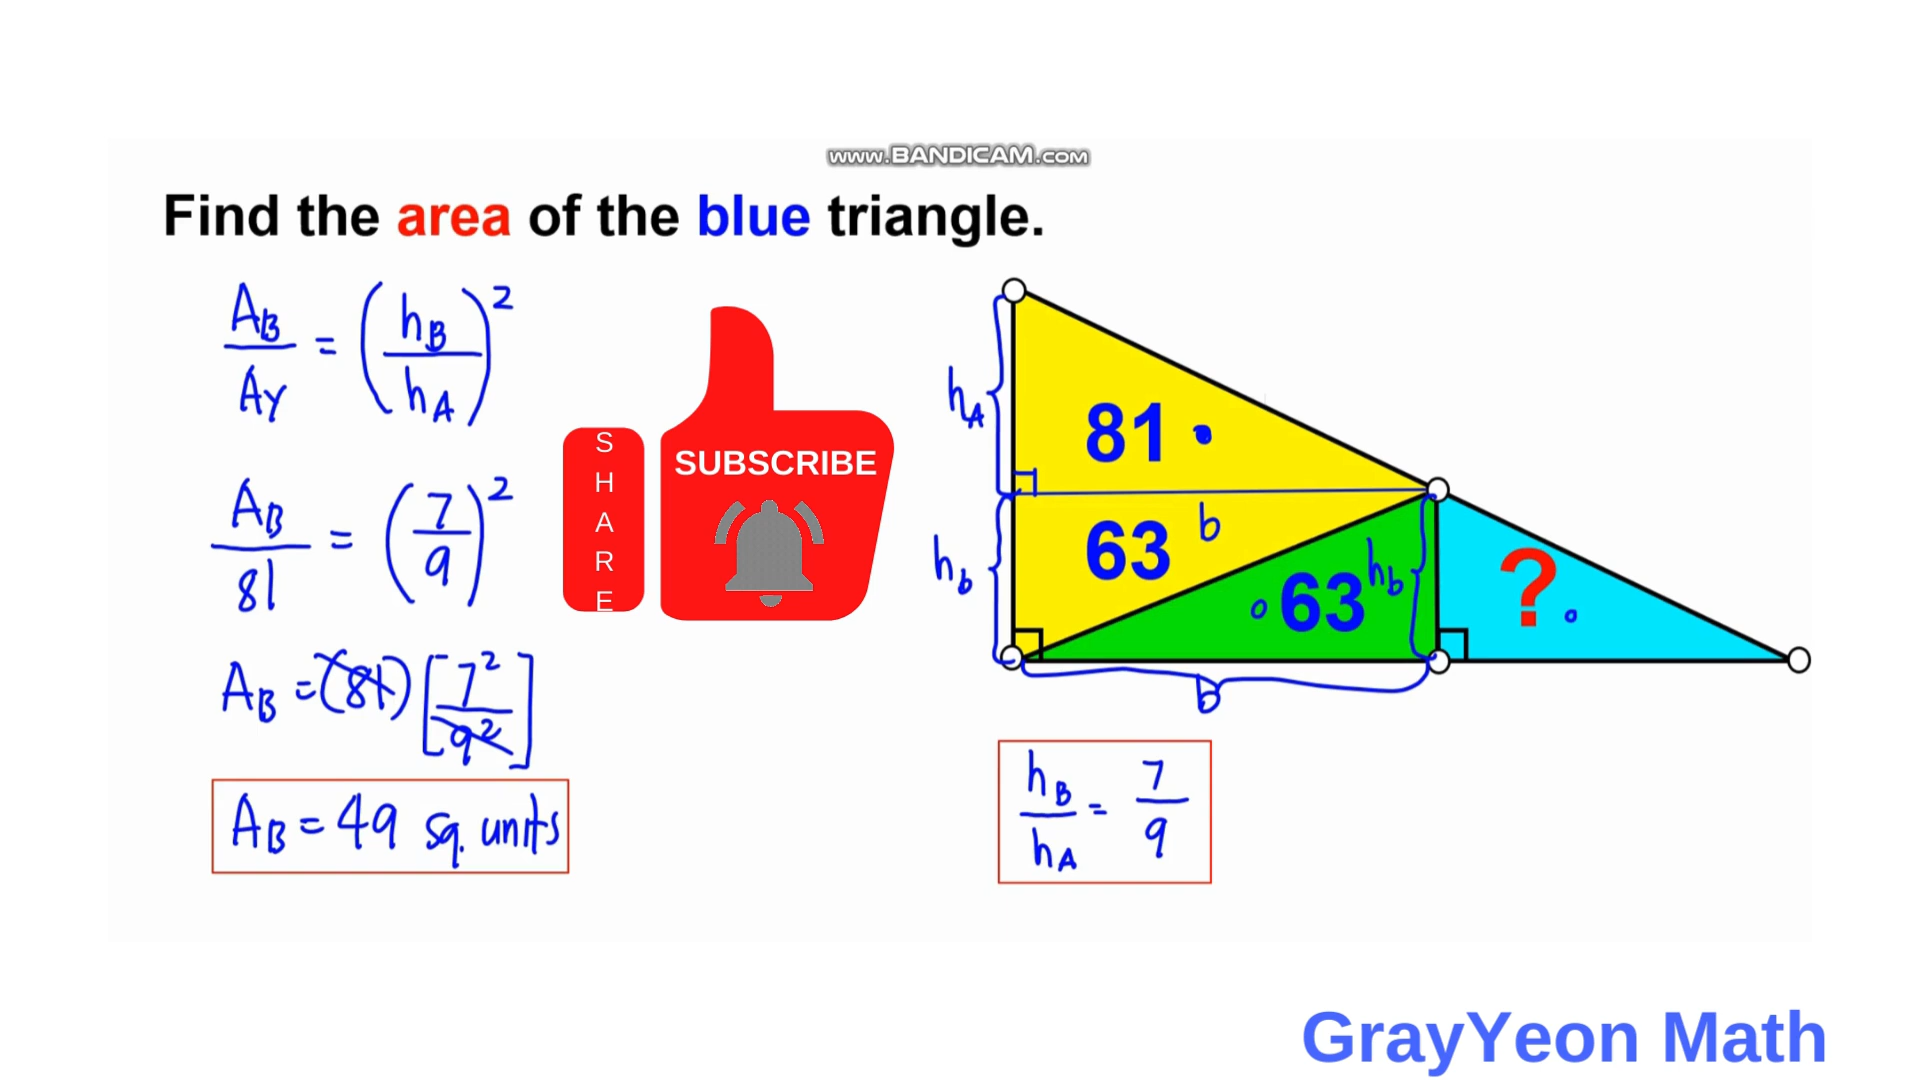 www.BANDICAM.com
Find the area of the blue triangle.
A_B / A_Y = (h_B / h_A)^2
A_B / 81 = (7 / 9)^2
A_B = (81) [7^2 / 9^2]
A_B = 49 sq. units
SHARE
SUBSCRIBE
h_A
81
h_b
63 b
63 h_b
?
b
h_B / h_A = 7 / 9
GrayYeon Math